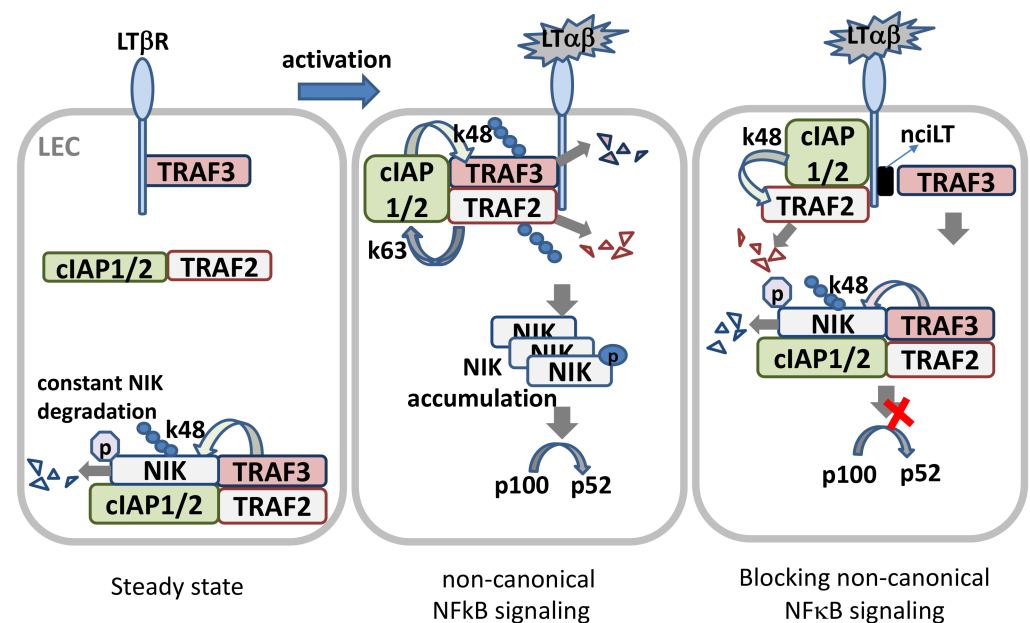 LTβR
LEC
TRAF3
cIAP1/2
TRAF2
constant NIK
degradation
k48
p
NIK
TRAF3
cIAP1/2
TRAF2
Steady state
activation
LTαβ
k48
cIAP
1/2
TRAF3
TRAF2
k63
NIK
NIK
NIK
p
NIK
accumulation
p100
p52
non-canonical
NFkB signaling
LTαβ
k48
cIAP
1/2
nciLT
TRAF3
TRAF2
p
k48
NIK
TRAF3
cIAP1/2
TRAF2
p100
p52
Blocking non-canonical
NFκB signaling